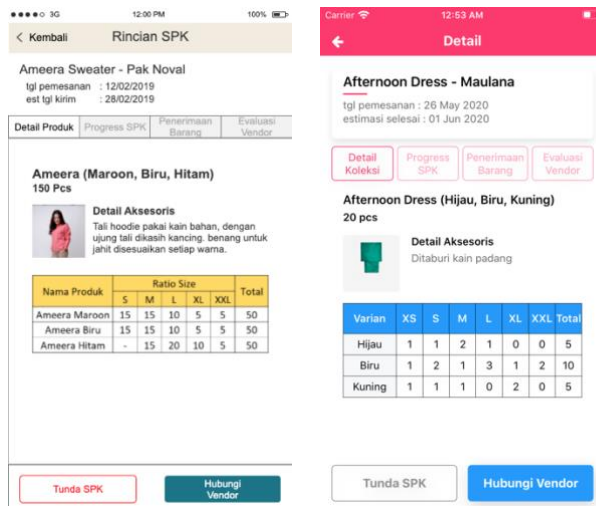 3G 12:00 PM 100%
< Kembali Rincian SPK
Ameera Sweater - Pak Noval
tgl pemesanan : 12/02/2019
est tgl kirim : 28/02/2019
Detail Produk Progress SPK Penerimaan Barang Evaluasi Vendor
Ameera (Maroon, Biru, Hitam)
150 Pcs
Detail Aksesoris
Tali hoodie pakai kain bahan, dengan
ujung tali dikasih kancing. benang untuk
jahit disesuaikan setiap warna.
Nama Produk Ratio Size Total
S M L XL XXL
Ameera Maroon 15 15 10 5 5 50
Ameera Biru 15 15 10 5 5 50
Ameera Hitam - 15 20 10 5 50
Tunda SPK Hubungi Vendor
Carrier 12:53 AM
Detail
Afternoon Dress - Maulana
tgl pemesanan : 26 May 2020
estimasi selesai : 01 Jun 2020
Detail Koleksi Progress SPK Penerimaan Barang Evaluasi Vendor
Afternoon Dress (Hijau, Biru, Kuning)
20 pcs
Detail Aksesoris
Ditaburi kain padang
Varian XS S M L XL XXL Total
Hijau 1 1 2 1 0 0 5
Biru 1 2 1 3 1 2 10
Kuning 1 1 1 0 2 0 5
Tunda SPK Hubungi Vendor